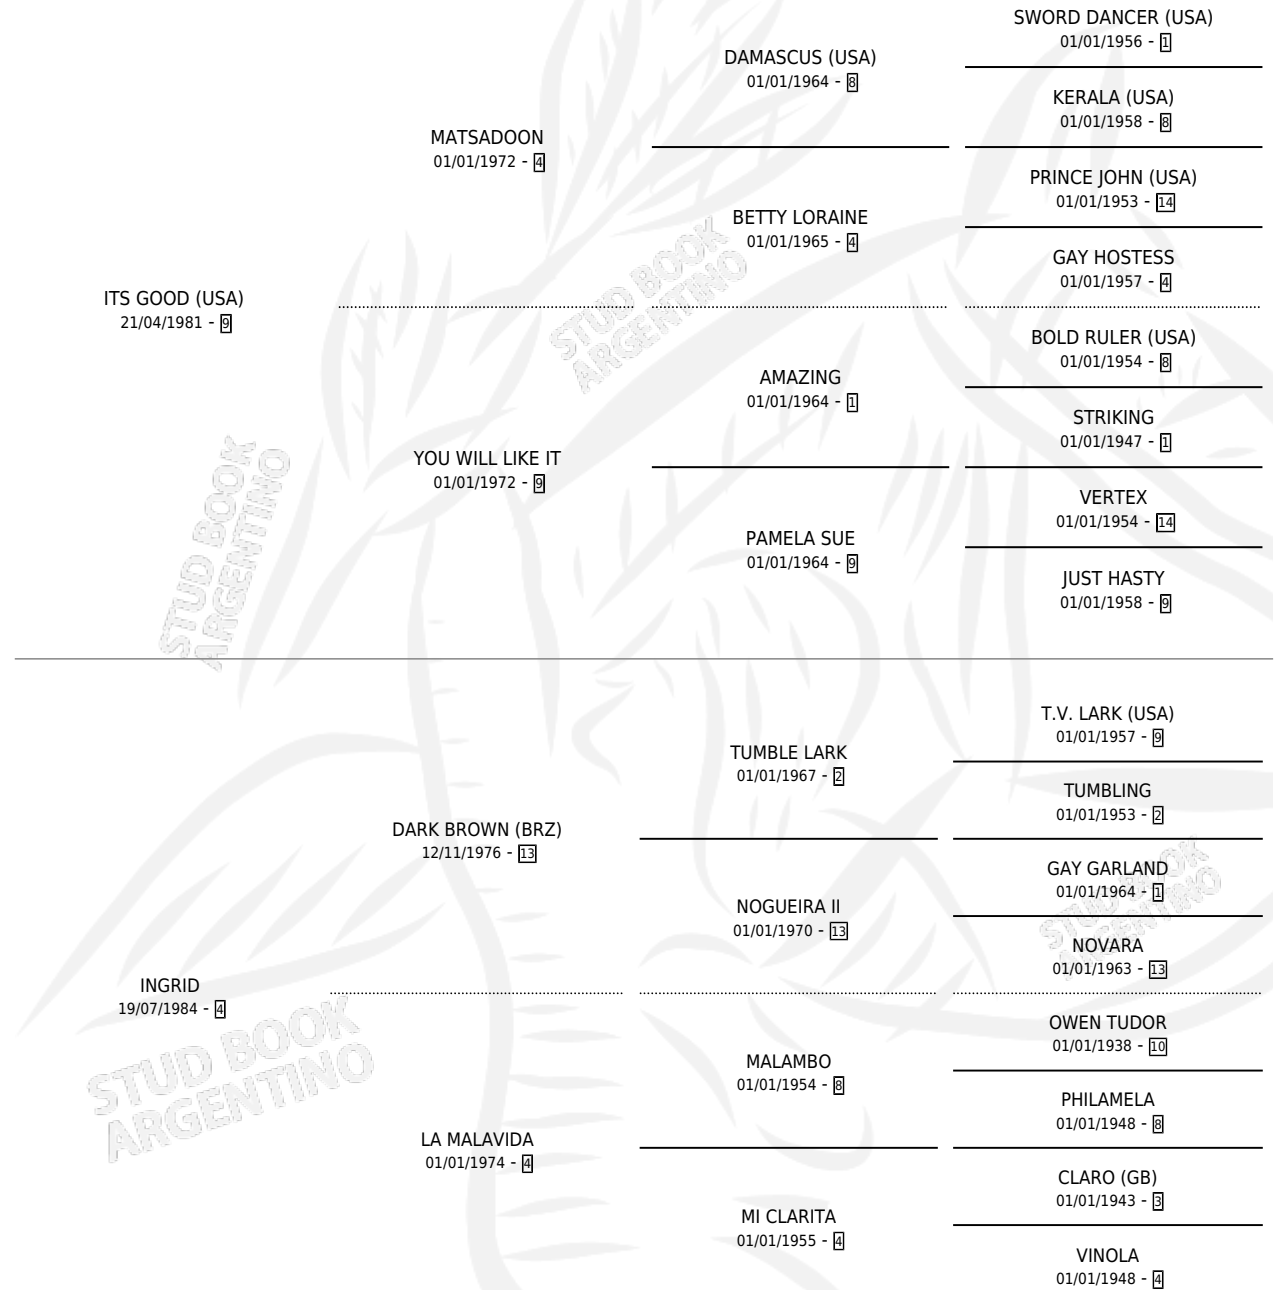 SWORD DANCER (USA)
01/01/1956 - 1
DAMASCUS (USA)
01/01/1964 - 8
KERALA (USA)
01/01/1958 - 8
MATSADOON
01/01/1972 - 4
PRINCE JOHN (USA)
01/01/1953 - 14
BETTY LORAINE
01/01/1965 - 4
GAY HOSTESS
01/01/1957 - 4
ITS GOOD (USA)
21/04/1981 - 9
STUD BOOK
ARGENTINO
BOLD RULER (USA)
01/01/1954 - 8
AMAZING
01/01/1964 - 1
STRIKING
01/01/1947 - 1
YOU WILL LIKE IT
01/01/1972 - 9
VERTEX
01/01/1954 - 14
PAMELA SUE
01/01/1964 - 9
JUST HASTY
01/01/1958 - 9
STUD BOOK
ARGENTINO
T.V. LARK (USA)
01/01/1957 - 9
TUMBLE LARK
01/01/1967 - 2
TUMBLING
01/01/1953 - 2
DARK BROWN (BRZ)
12/11/1976 - 13
GAY GARLAND
01/01/1964 - 1
NOGUEIRA II
01/01/1970 - 13
STUD BOOK
ARGENTINO
NOVARA
01/01/1963 - 13
INGRID
19/07/1984 - 4
STUD BOOK
ARGENTINO
OWEN TUDOR
01/01/1938 - 10
MALAMBO
01/01/1954 - 8
PHILAMELA
01/01/1948 - 8
LA MALAVIDA
01/01/1974 - 4
CLARO (GB)
01/01/1943 - 3
MI CLARITA
01/01/1955 - 4
VINOLA
01/01/1948 - 4